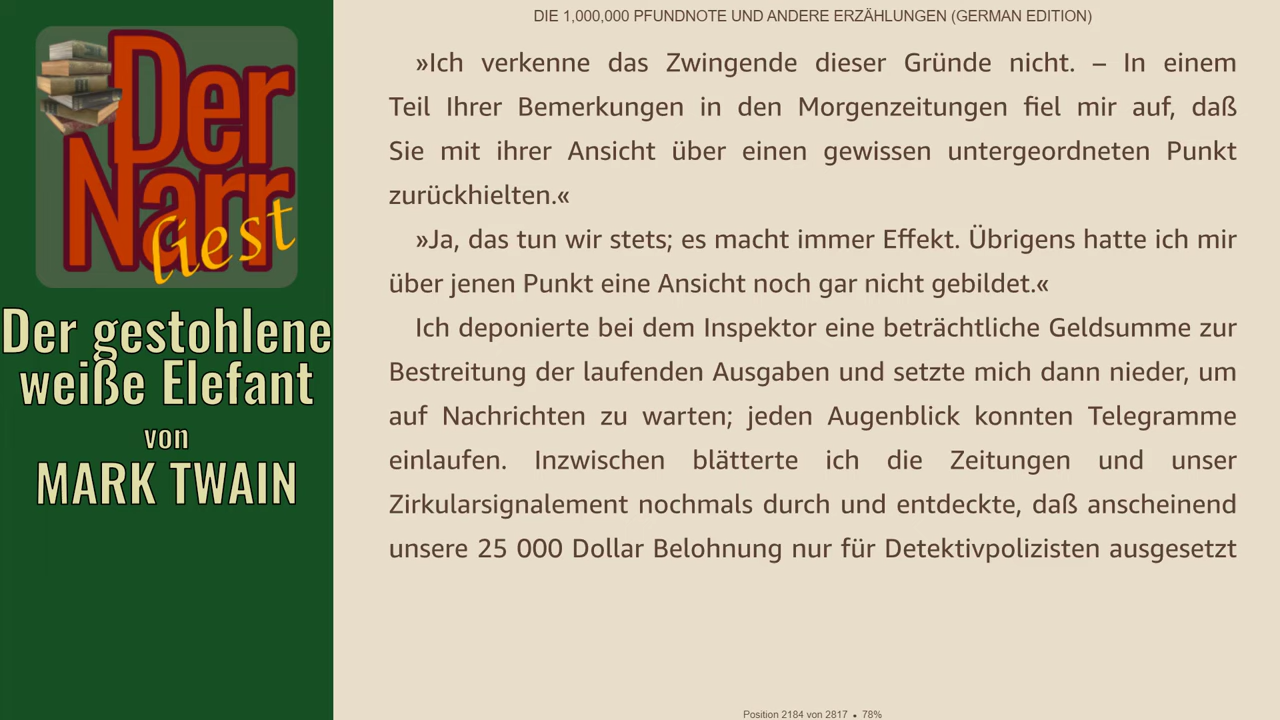 Der
Narr
liest
Der gestohlene
weiße Elefant
von
MARK TWAIN
DIE 1,000,000 PFUNDNOTE UND ANDERE ERZÄHLUNGEN (GERMAN EDITION)
»Ich verkenne das Zwingende dieser Gründe nicht. – In einem
Teil Ihrer Bemerkungen in den Morgenzeitungen fiel mir auf, daß
Sie mit ihrer Ansicht über einen gewissen untergeordneten Punkt
zurückhielten.«
»Ja, das tun wir stets; es macht immer Effekt. Übrigens hatte ich mir
über jenen Punkt eine Ansicht noch gar nicht gebildet.«
Ich deponierte bei dem Inspektor eine beträchtliche Geldsumme zur
Bestreitung der laufenden Ausgaben und setzte mich dann nieder, um
auf Nachrichten zu warten; jeden Augenblick konnten Telegramme
einlaufen. Inzwischen blätterte ich die Zeitungen und unser
Zirkularsignalement nochmals durch und entdeckte, daß anscheinend
unsere 25 000 Dollar Belohnung nur für Detektivpolizisten ausgesetzt
Position 2184 von 2817 • 78%